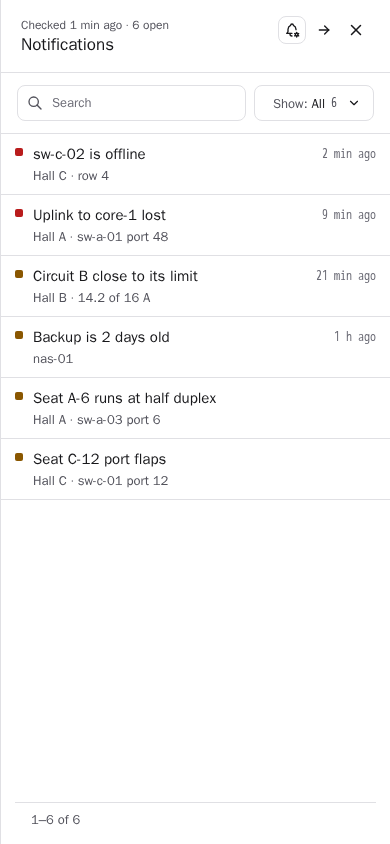 Checked 1 min ago · 6 open
Notifications
Search
Show: All 6
sw-c-02 is offline 2 min ago
Hall C · row 4
Uplink to core-1 lost 9 min ago
Hall A · sw-a-01 port 48
Circuit B close to its limit 21 min ago
Hall B · 14.2 of 16 A
Backup is 2 days old 1 h ago
nas-01
Seat A-6 runs at half duplex
Hall A · sw-a-03 port 6
Seat C-12 port flaps
Hall C · sw-c-01 port 12
1–6 of 6